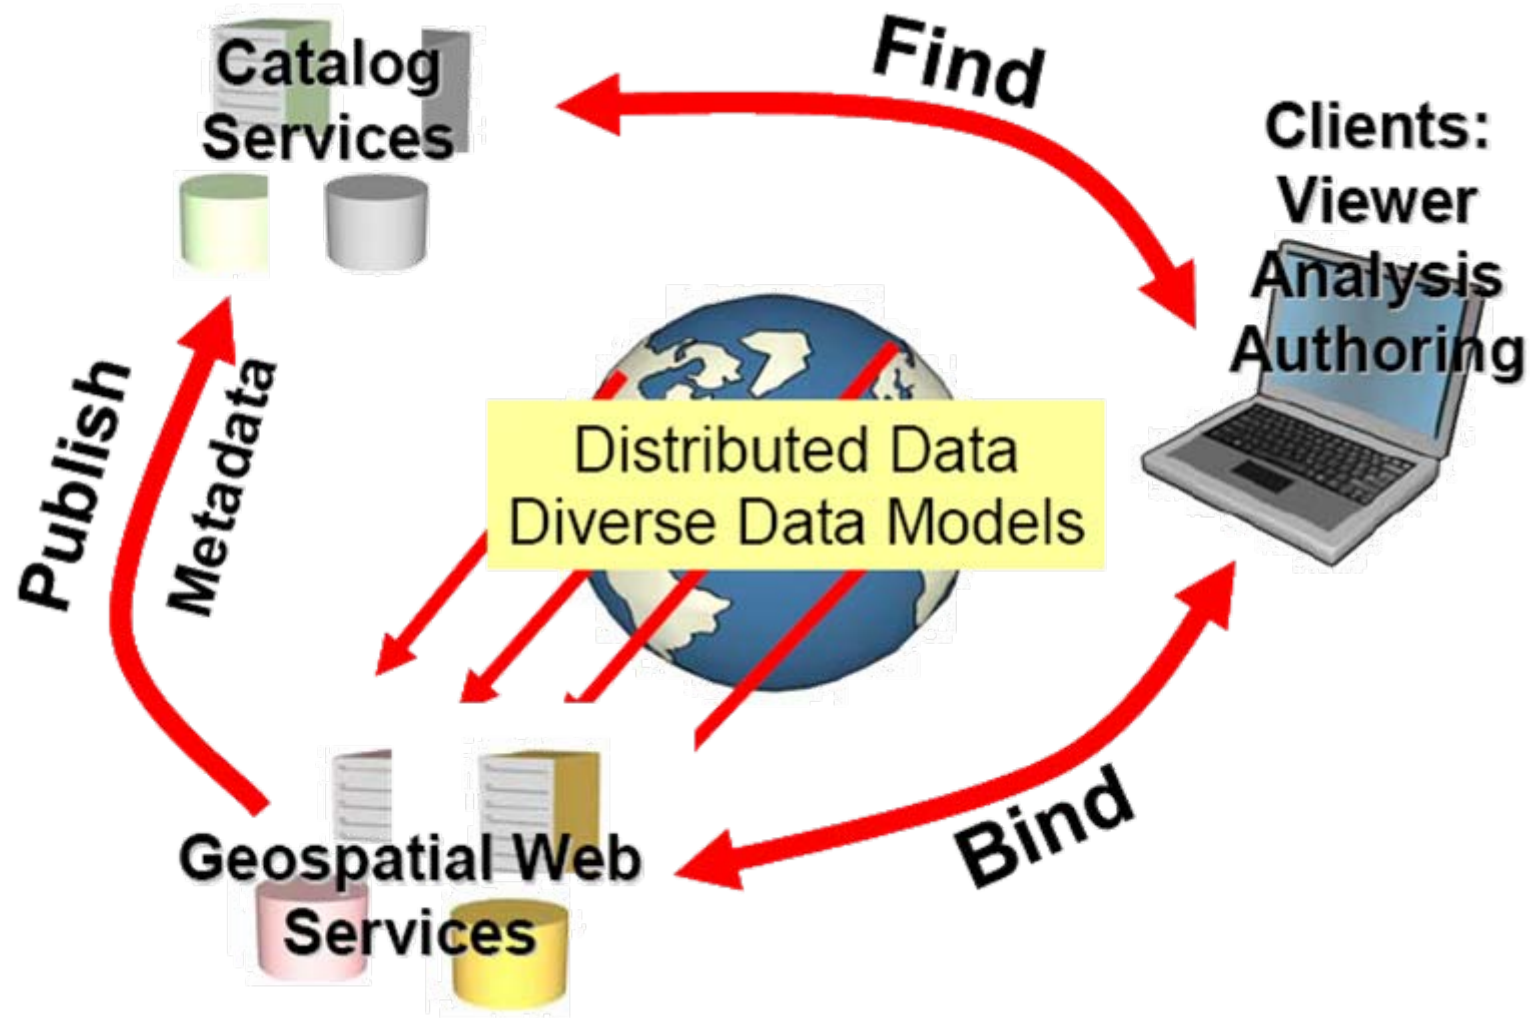 Catalog
Services
Find
Clients:
Viewer
Analysis
Authoring
Publish
Metadata
Distributed Data
Diverse Data Models
Bind
Geospatial Web
Services